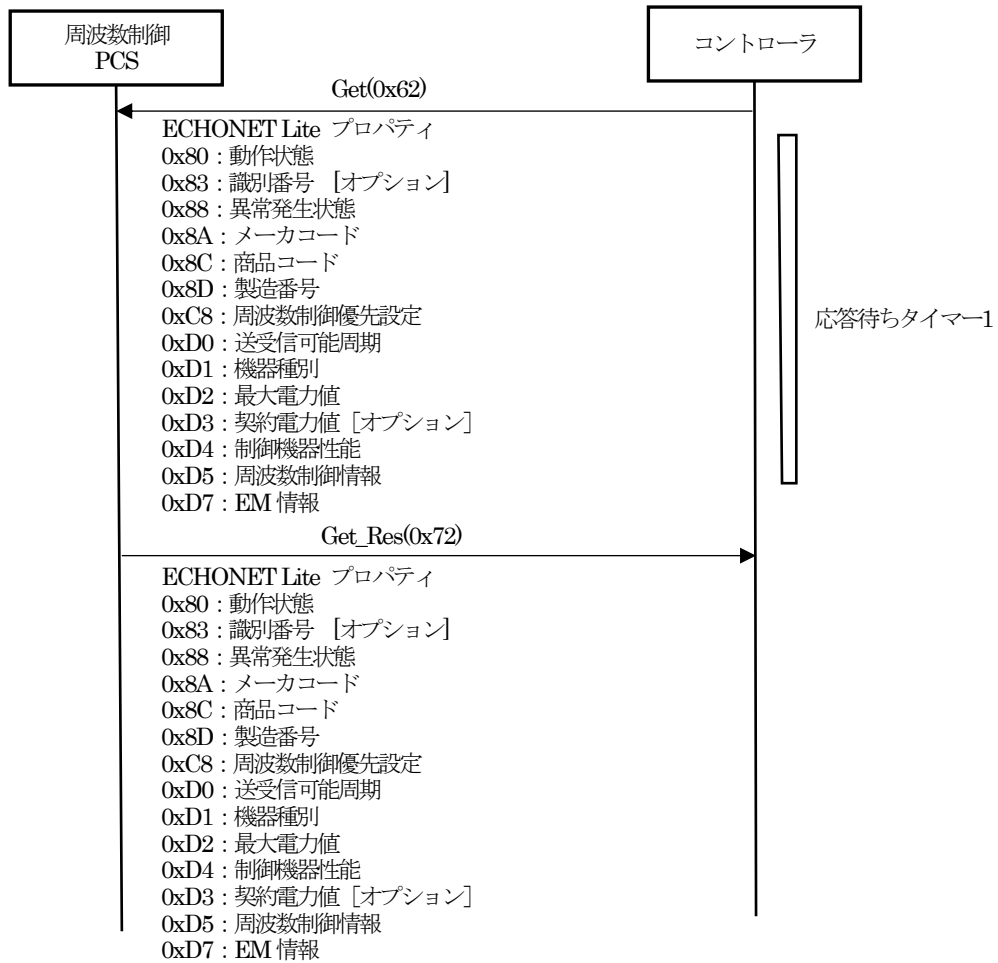 周波数制御
PCS
コントローラ
Get(0x62)
ECHONET Lite プロパティ
0x80：動作状態
0x83：識別番号 [オプション]
0x88：異常発生状態
0x8A：メーカコード
0x8C：商品コード
0x8D：製造番号
0xC8：周波数制御優先設定
0xD0：送受信可能周期
0xD1：機器種別
0xD2：最大電力値
0xD3：契約電力値［オプション］
0xD4：制御機器性能
0xD5：周波数制御情報
0xD7：EM 情報
応答待ちタイマー1
Get_Res(0x72)
ECHONET Lite プロパティ
0x80：動作状態
0x83：識別番号 [オプション]
0x88：異常発生状態
0x8A：メーカコード
0x8C：商品コード
0x8D：製造番号
0xC8：周波数制御優先設定
0xD0：送受信可能周期
0xD1：機器種別
0xD2：最大電力値
0xD4：制御機器性能
0xD3：契約電力値［オプション］
0xD5：周波数制御情報
0xD7：EM 情報